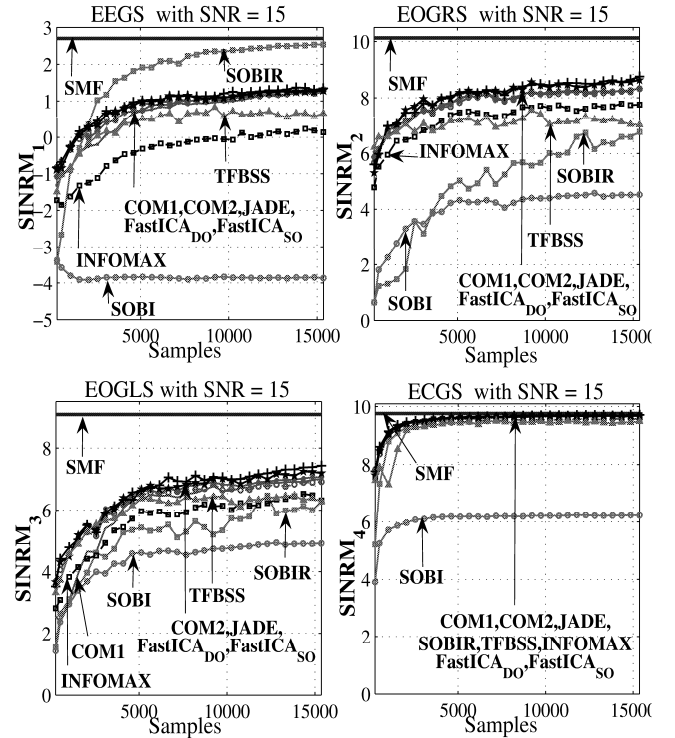 EEGS with SNR = 15
SINRM1
3
2
1
0
−1
−2
−3
−4
−5
SMF
SOBIR
TFBSS
COM1,COM2,JADE,
FastICADO,FastICASO
INFOMAX
SOBI
5000 10000 15000
Samples
EOGRS with SNR = 15
SINRM2
10
8
6
4
2
0
SMF
INFOMAX
SOBIR
TFBSS
SOBI
COM1,COM2,JADE,
FastICADO,FastICASO
5000 10000 15000
Samples
EOGLS with SNR = 15
SINRM3
8
6
4
2
0
SMF
SOBI
TFBSS
SOBIR
COM2,JADE,
FastICADO,FastICASO
COM1
INFOMAX
5000 10000 15000
Samples
ECGS with SNR = 15
SINRM4
10
8
6
4
2
0
SMF
SOBI
COM1,COM2,JADE,
SOBIR,TFBSS,INFOMAX
FastICADO,FastICASO
5000 10000 15000
Samples